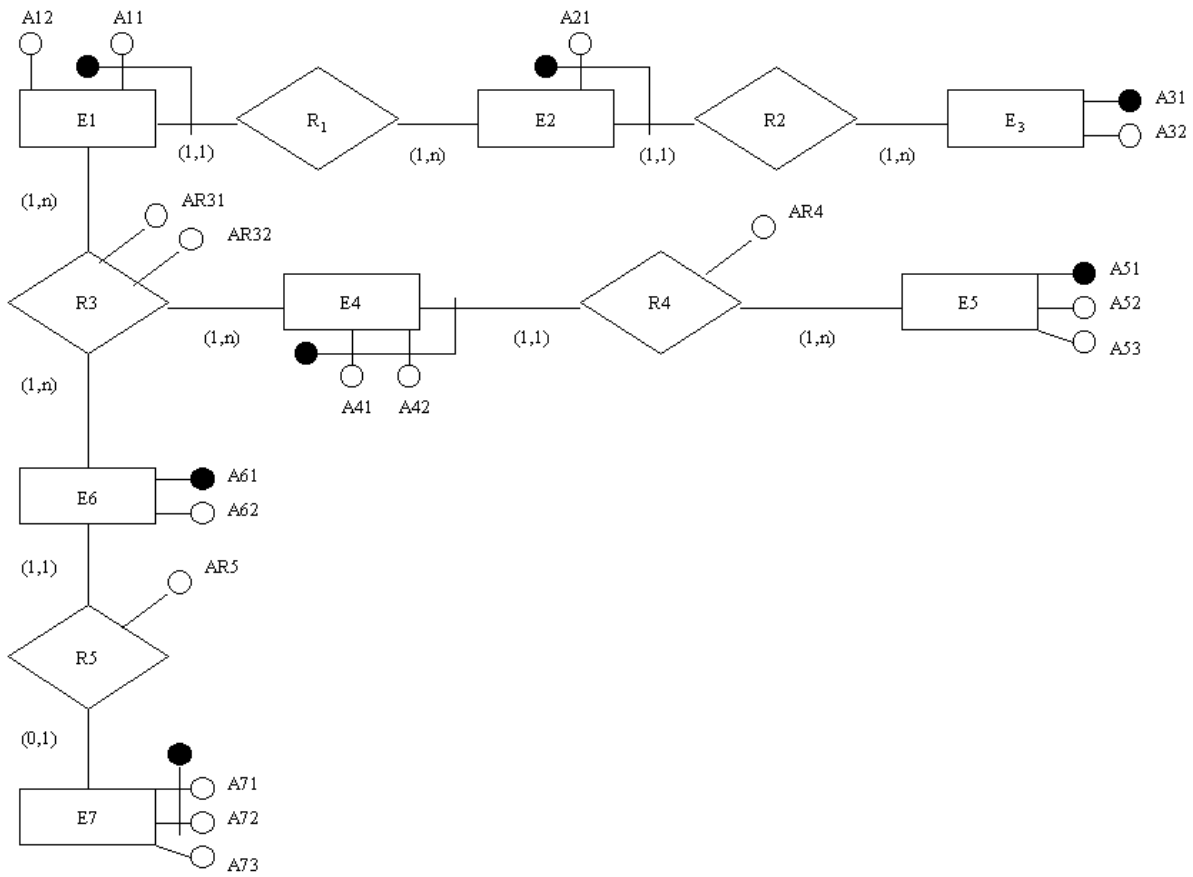 A12 A11 A21
E1 R1 E2 R2 E3 A31
A32
(1,1) (1,n) (1,1) (1,n)
(1,n) AR31
AR32 AR4
R3 E4 R4 E5 A51
A52
A53
(1,n) (1,1) (1,n)
(1,n)
A41 A42
E6 A61
A62
(1,1) AR5
R5
(0,1)
E7 A71
A72
A73